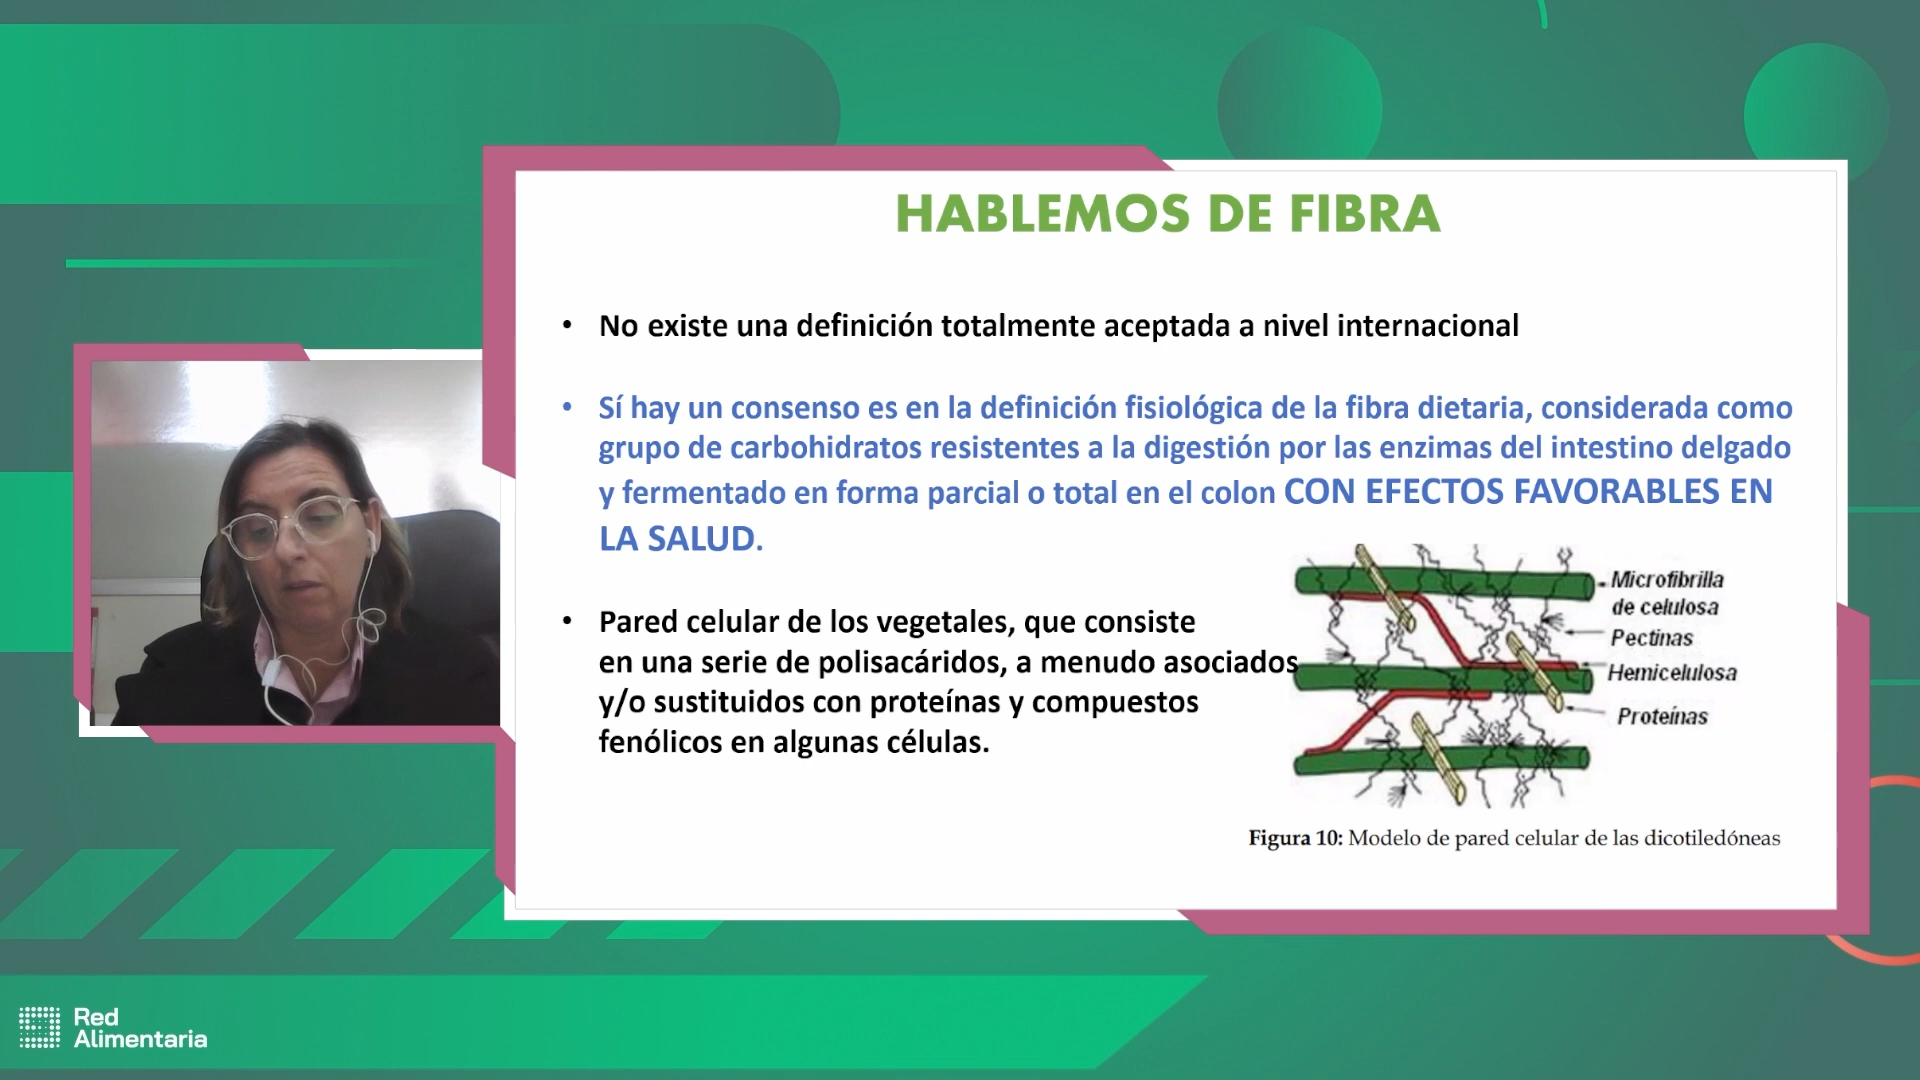 HABLEMOS DE FIBRA
• No existe una definición totalmente aceptada a nivel internacional
• Sí hay un consenso es en la definición fisiológica de la fibra dietaria, considerada como
grupo de carbohidratos resistentes a la digestión por las enzimas del intestino delgado
y fermentado en forma parcial o total en el colon CON EFECTOS FAVORABLES EN
LA SALUD.
• Pared celular de los vegetales, que consiste
en una serie de polisacáridos, a menudo asociados
y/o sustituidos con proteínas y compuestos
fenólicos en algunas células.
Microfibrilla
de celulosa
Pectinas
Hemicelulosa
Proteínas
Figura 10: Modelo de pared celular de las dicotiledóneas
Red
Alimentaria